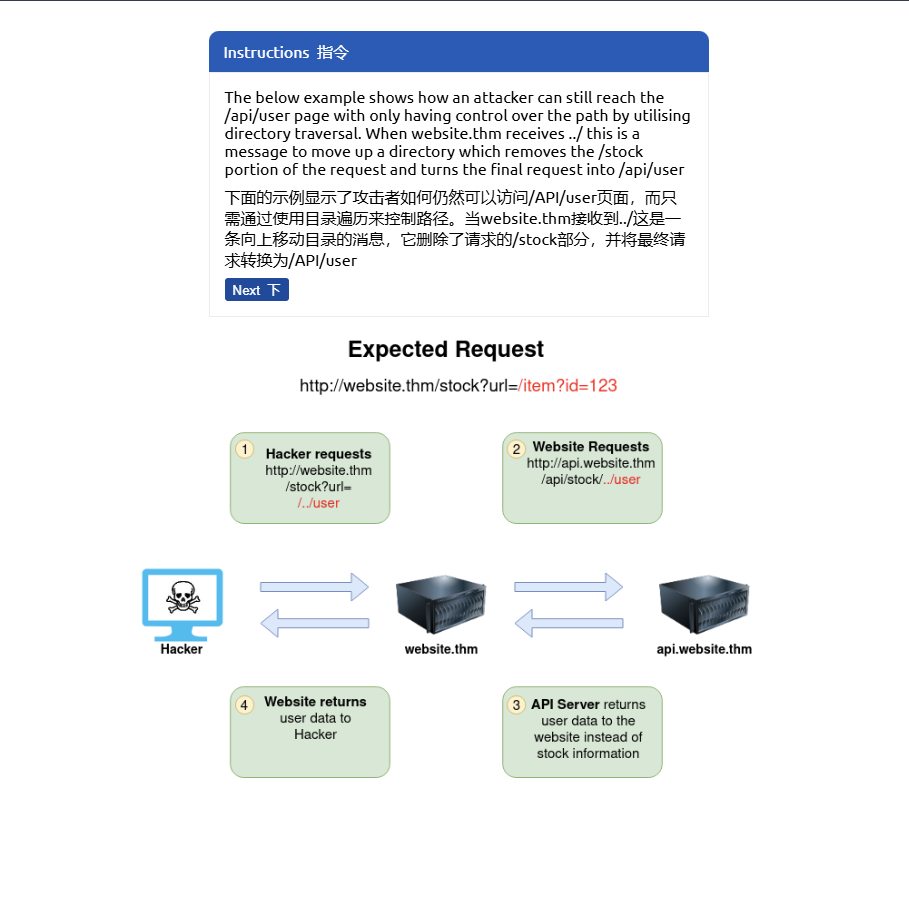 Instructions 指令
The below example shows how an attacker can still reach the
/api/user page with only having control over the path by utilising
directory traversal. When website.thm receives ../ this is a
message to move up a directory which removes the /stock
portion of the request and turns the final request into /api/user
下面的示例显示了攻击者如何仍然可以访问/API/user页面，而只
需通过使用目录遍历来控制路径。当website.thm接收到../这是一
条向上移动目录的消息，它删除了请求的/stock部分，并将最终请
求转换为/API/user
Next 下
Expected Request
http://website.thm/stock?url=/item?id=123
1
Hacker requests
http://website.thm
/stock?url=
/../user
2
Website Requests
http://api.website.thm
/api/stock/../user
Hacker
website.thm
api.website.thm
4
Website returns
user data to
Hacker
3
API Server returns
user data to the
website instead of
stock information